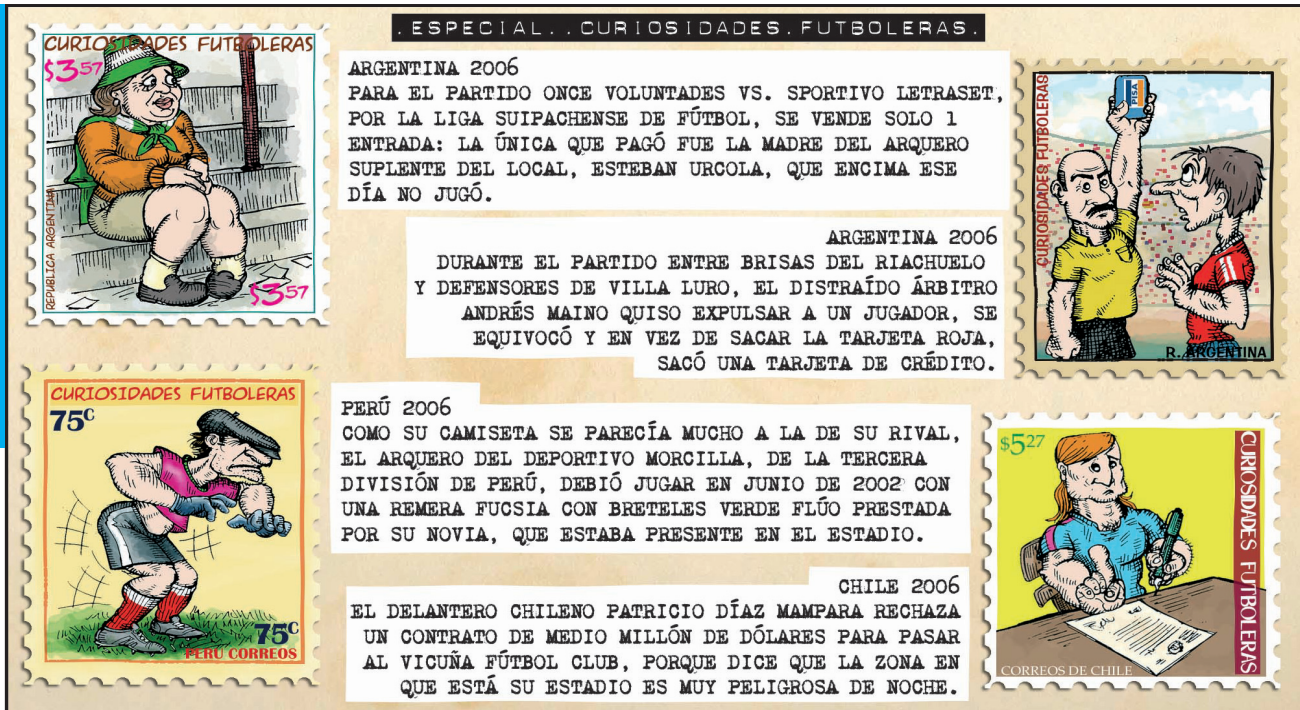 .ESPECIAL..CURIOSIDADES.FUTBOLERAS.
CURIOSIDADES FUTBOLERAS
$3.57
REPUBLICA ARGENTINA
$3.57
ARGENTINA 2006
PARA EL PARTIDO ONCE VOLUNTADES VS. SPORTIVO LETRASET,
POR LA LIGA SUIPACHENSE DE FÚTBOL, SE VENDE SOLO 1
ENTRADA: LA ÚNICA QUE PAGÓ FUE LA MADRE DEL ARQUERO
SUPLENTE DEL LOCAL, ESTEBAN URCOLA, QUE ENCIMA ESE
DÍA NO JUGÓ.
ARGENTINA 2006
DURANTE EL PARTIDO ENTRE BRISAS DEL RIACHUELO
Y DEFENSORES DE VILLA LURO, EL DISTRAÍDO ÁRBITRO
ANDRÉS MAINO QUISO EXPULSAR A UN JUGADOR, SE
EQUIVOCÓ Y EN VEZ DE SACAR LA TARJETA ROJA,
SACÓ UNA TARJETA DE CRÉDITO.
CURIOSIDADES FUTBOLERAS
PISA
R. ARGENTINA
CURIOSIDADES FUTBOLERAS
75C
75C
PERU CORREOS
PERÚ 2006
COMO SU CAMISETA SE PARECÍA MUCHO A LA DE SU RIVAL,
EL ARQUERO DEL DEPORTIVO MORCILLA, DE LA TERCERA
DIVISIÓN DE PERÚ, DEBIÓ JUGAR EN JUNIO DE 2002 CON
UNA REMERA FUCSIA CON BRETELES VERDE FLÚO PRESTADA
POR SU NOVIA, QUE ESTABA PRESENTE EN EL ESTADIO.
CHILE 2006
EL DELANTERO CHILENO PATRICIO DÍAZ MAMPARA RECHAZA
UN CONTRATO DE MEDIO MILLÓN DE DÓLARES PARA PASAR
AL VICUÑA FÚTBOL CLUB, PORQUE DICE QUE LA ZONA EN
QUE ESTÁ SU ESTADIO ES MUY PELIGROSA DE NOCHE.
$527
CURIOSIDADES FUTBOLERAS
CORREOS DE CHILE